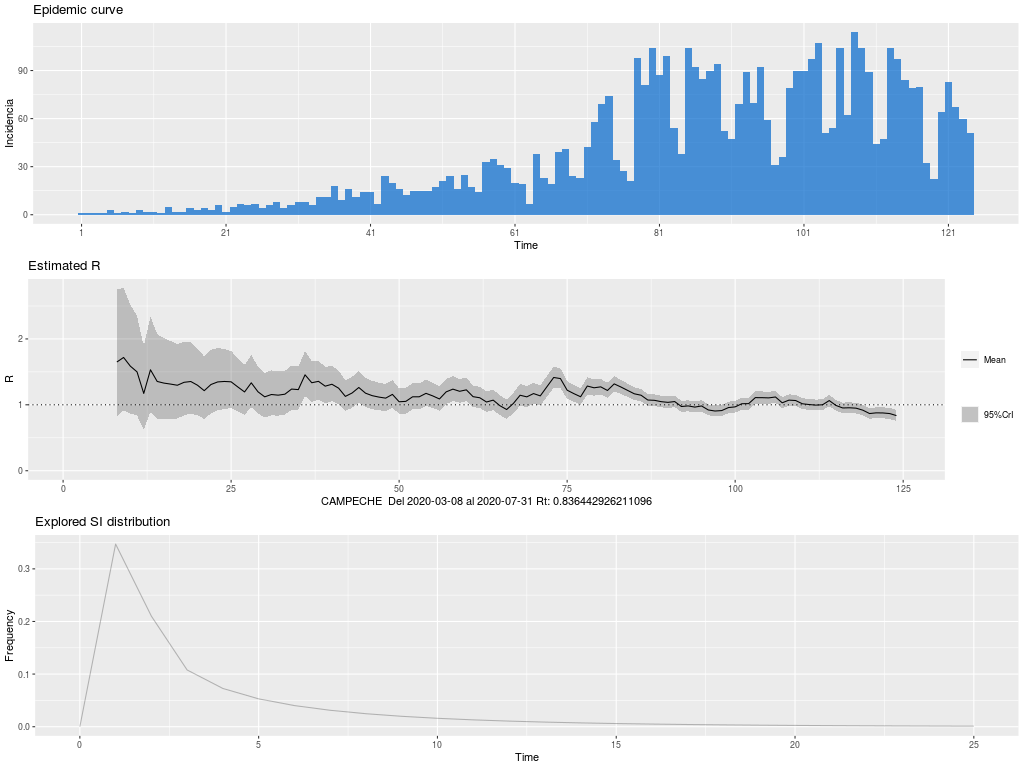 Epidemic curve
Incidencia
90
60
30
0
1 21 41 61 81 101 121
Time
Estimated R
R
2
1
0
0 25 50 75 100 125
CAMPECHE Del 2020-03-08 al 2020-07-31 Rt: 0.836442926211096
Mean
95%CrI
Explored SI distribution
Frequency
0.3
0.2
0.1
0.0
0 5 10 15 20 25
Time